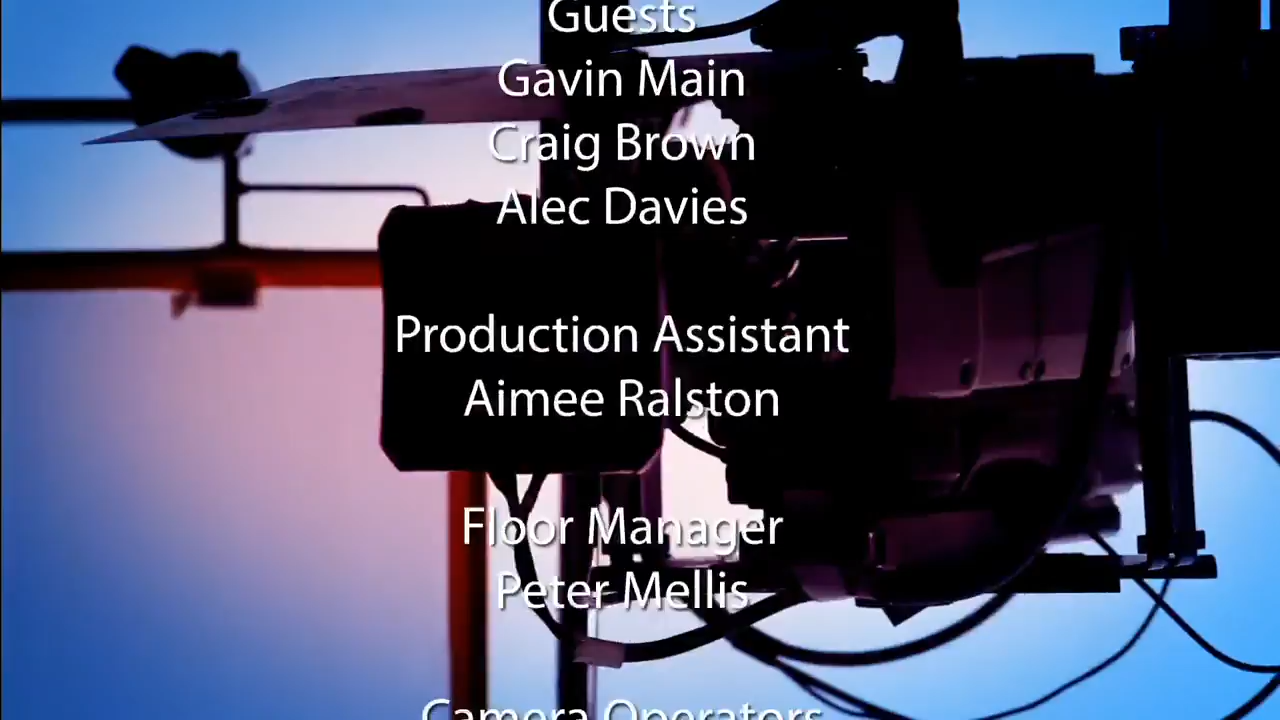 Guests
Gavin Main
Craig Brown
Alec Davies
Production Assistant
Aimee Ralston
Floor Manager
Peter Mellis
Camera Operators